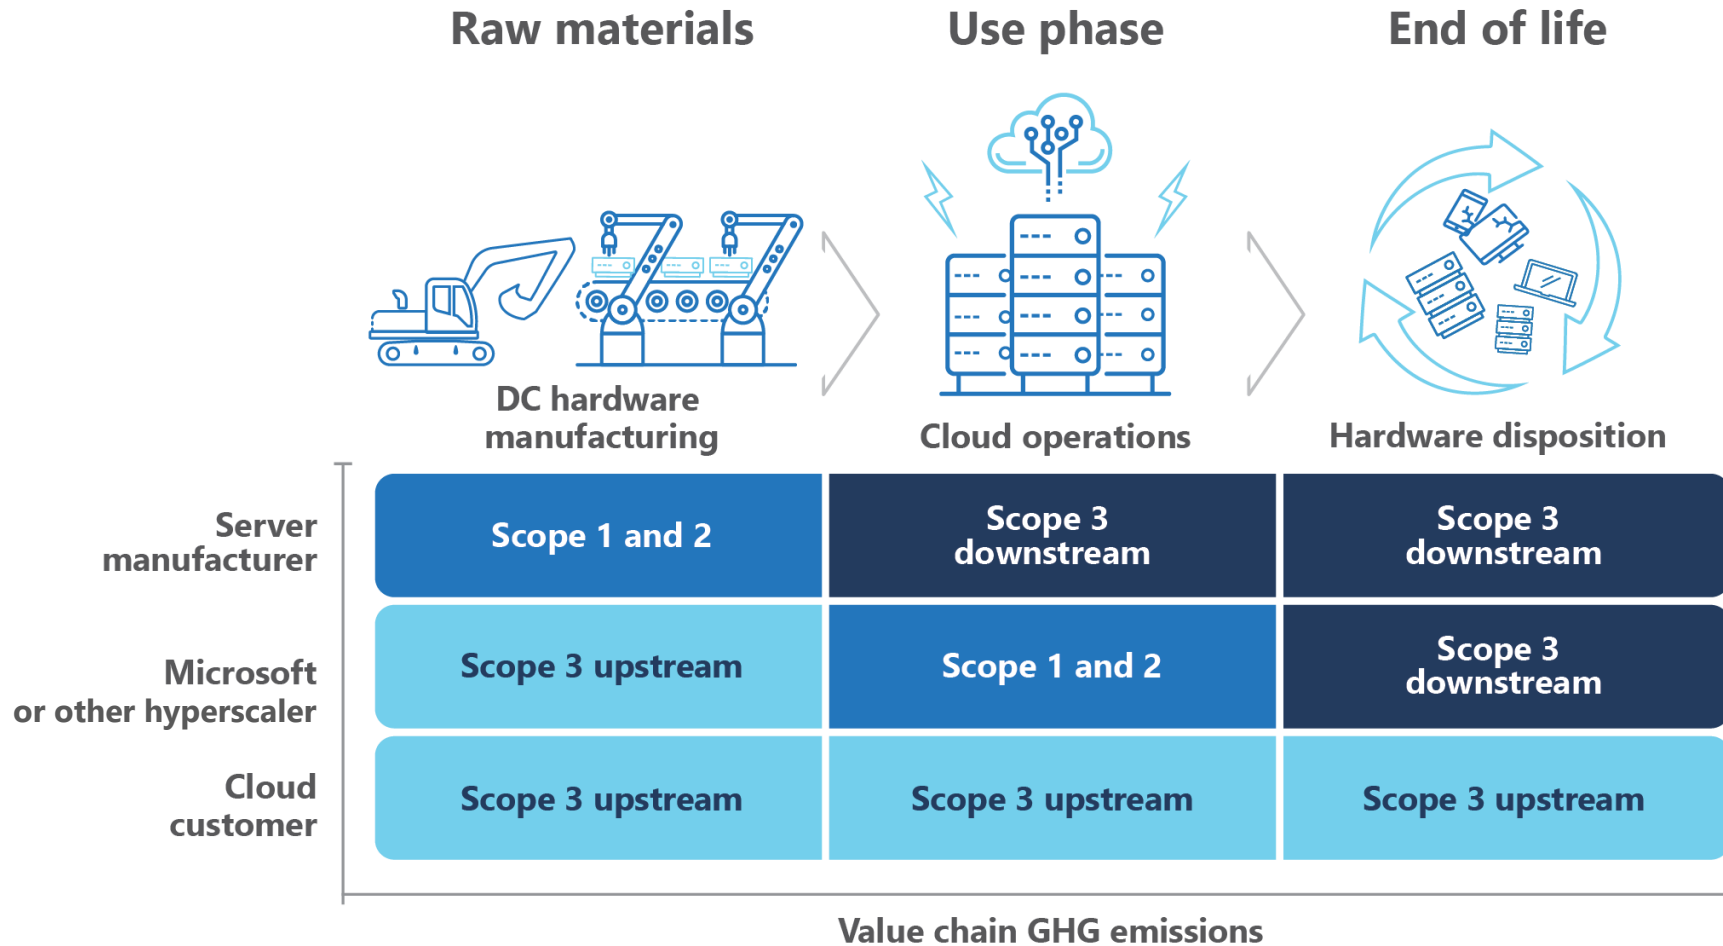 Raw materials
Use phase
End of life
DC hardware
manufacturing
Cloud operations
Hardware disposition
Server
manufacturer
Scope 1 and 2
Scope 3
downstream
Scope 3
downstream
Microsoft
or other hyperscaler
Scope 3 upstream
Scope 1 and 2
Scope 3
downstream
Cloud
customer
Scope 3 upstream
Scope 3 upstream
Scope 3 upstream
Value chain GHG emissions